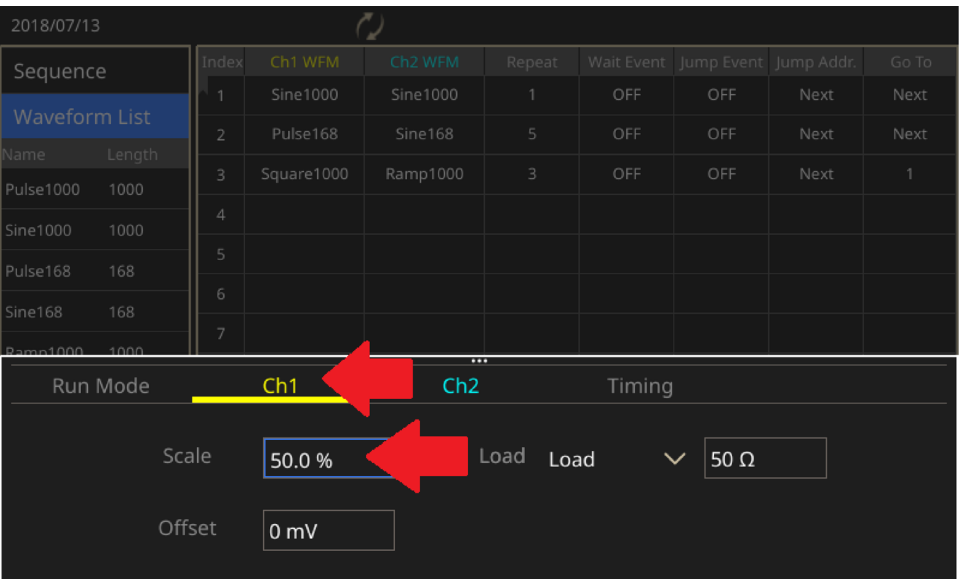 2018/07/13
Sequence
Waveform List
Name Length
Pulse1000 1000
Sine1000 1000
Pulse168 168
Sine168 168
Ramp1000 1000
Index Ch1 WFM Ch2 WFM Repeat Wait Event Jump Event Jump Addr. Go To
1 Sine1000 Sine1000 1 OFF OFF Next Next
2 Pulse168 Sine168 5 OFF OFF Next Next
3 Square1000 Ramp1000 3 OFF OFF Next 1
4
5
6
7
Run Mode Ch1 Ch2 Timing
Scale 50.0 % Load Load 50 Ω
Offset 0 mV